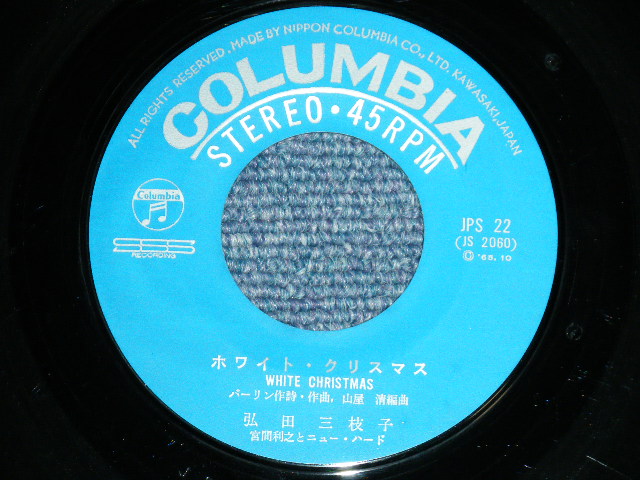 ALL RIGHTS RESERVED. MADE BY NIPPON COLUMBIA CO., LTD. KAWASAKI, JAPAN
COLUMBIA
STEREO・45RPM
Columbia
SSS
RECORDING
JPS 22
(JS 2060)
Ⓟ '68.10
ホワイト・クリスマス
WHITE CHRISTMAS
バーリン作詩・作曲, 山屋 清編曲
弘田三枝子
宮間利之とニュー・ハード